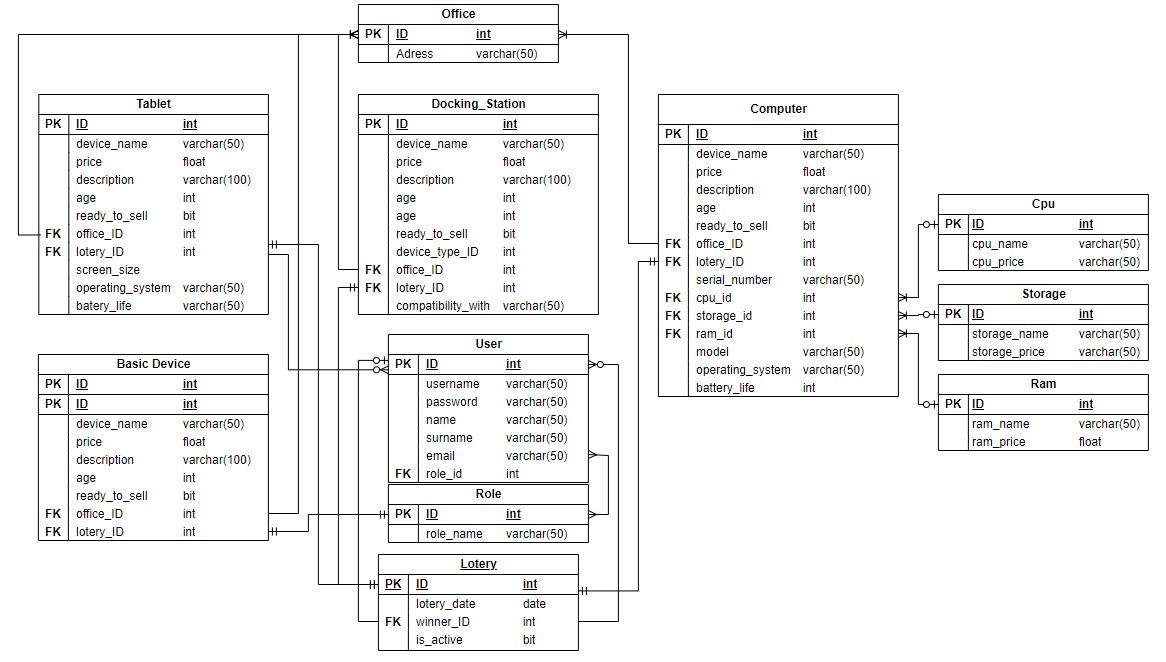 Office
PK ID int
Adress varchar(50)
Tablet
PK ID int
device_name varchar(50)
price float
description varchar(100)
age int
ready_to_sell bit
FK office_ID int
FK lotery_ID int
screen_size
operating_system varchar(50)
batery_life varchar(50)
Docking_Station
PK ID int
device_name varchar(50)
price float
description varchar(100)
age int
age int
ready_to_sell bit
device_type_ID int
FK office_ID int
FK lotery_ID int
compatibility_with varchar(50)
Computer
PK ID int
device_name varchar(50)
price float
description varchar(100)
age int
ready_to_sell bit
FK office_ID int
FK lotery_ID int
serial_number varchar(50)
FK cpu_id int
FK storage_id int
FK ram_id int
model varchar(50)
operating_system varchar(50)
battery_life int
Cpu
PK ID int
cpu_name varchar(50)
cpu_price varchar(50)
Storage
PK ID int
storage_name varchar(50)
storage_price varchar(50)
Ram
PK ID int
ram_name varchar(50)
ram_price float
Basic Device
PK ID int
PK ID int
device_name varchar(50)
price float
description varchar(100)
age int
ready_to_sell bit
FK office_ID int
FK lotery_ID int
User
PK ID int
username varchar(50)
password varchar(50)
name varchar(50)
surname varchar(50)
email varchar(50)
FK role_id int
Role
PK ID int
role_name varchar(50)
Lotery
PK ID int
lotery_date date
FK winner_ID int
is_active bit